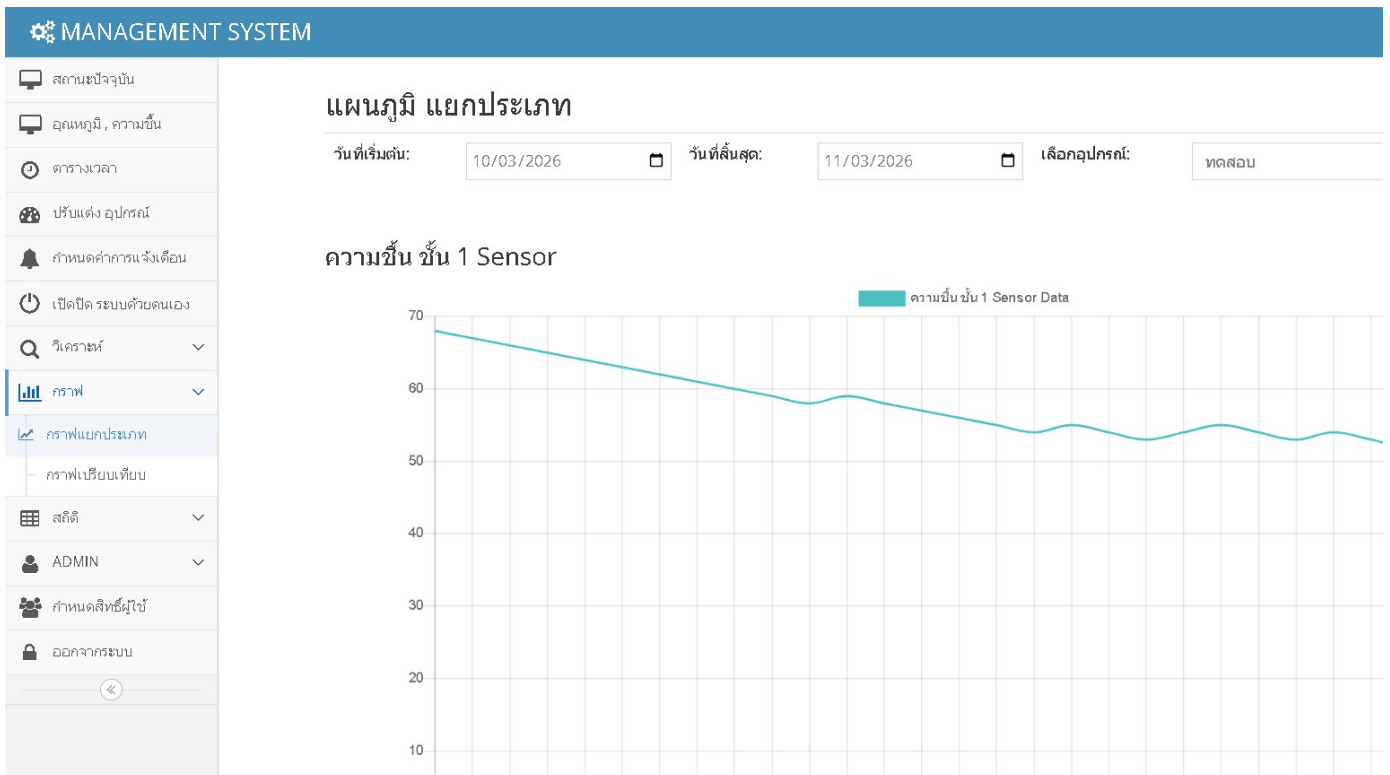 MANAGEMENT SYSTEM
สถานะปัจจุบัน
อุณหภูมิ , ความชื้น
ตารางเวลา
ปรับแต่ง อุปกรณ์
กำหนดค่าการแจ้งเตือน
เปิดปิด ระบบด้วยตนเอง
วิเคราะห์
กราฟ
กราฟแยกประเภท
กราฟเปรียบเทียบ
สถิติ
ADMIN
กำหนดสิทธิ์ผู้ใช้
ออกจากระบบ
แผนภูมิ แยกประเภท
วันที่เริ่มต้น: 10/03/2026 วันที่สิ้นสุด: 11/03/2026 เลือกอุปกรณ์: ทดสอบ
ความชื้น ชั้น 1 Sensor
ความชื้น ชั้น 1 Sensor Data
70
60
50
40
30
20
10